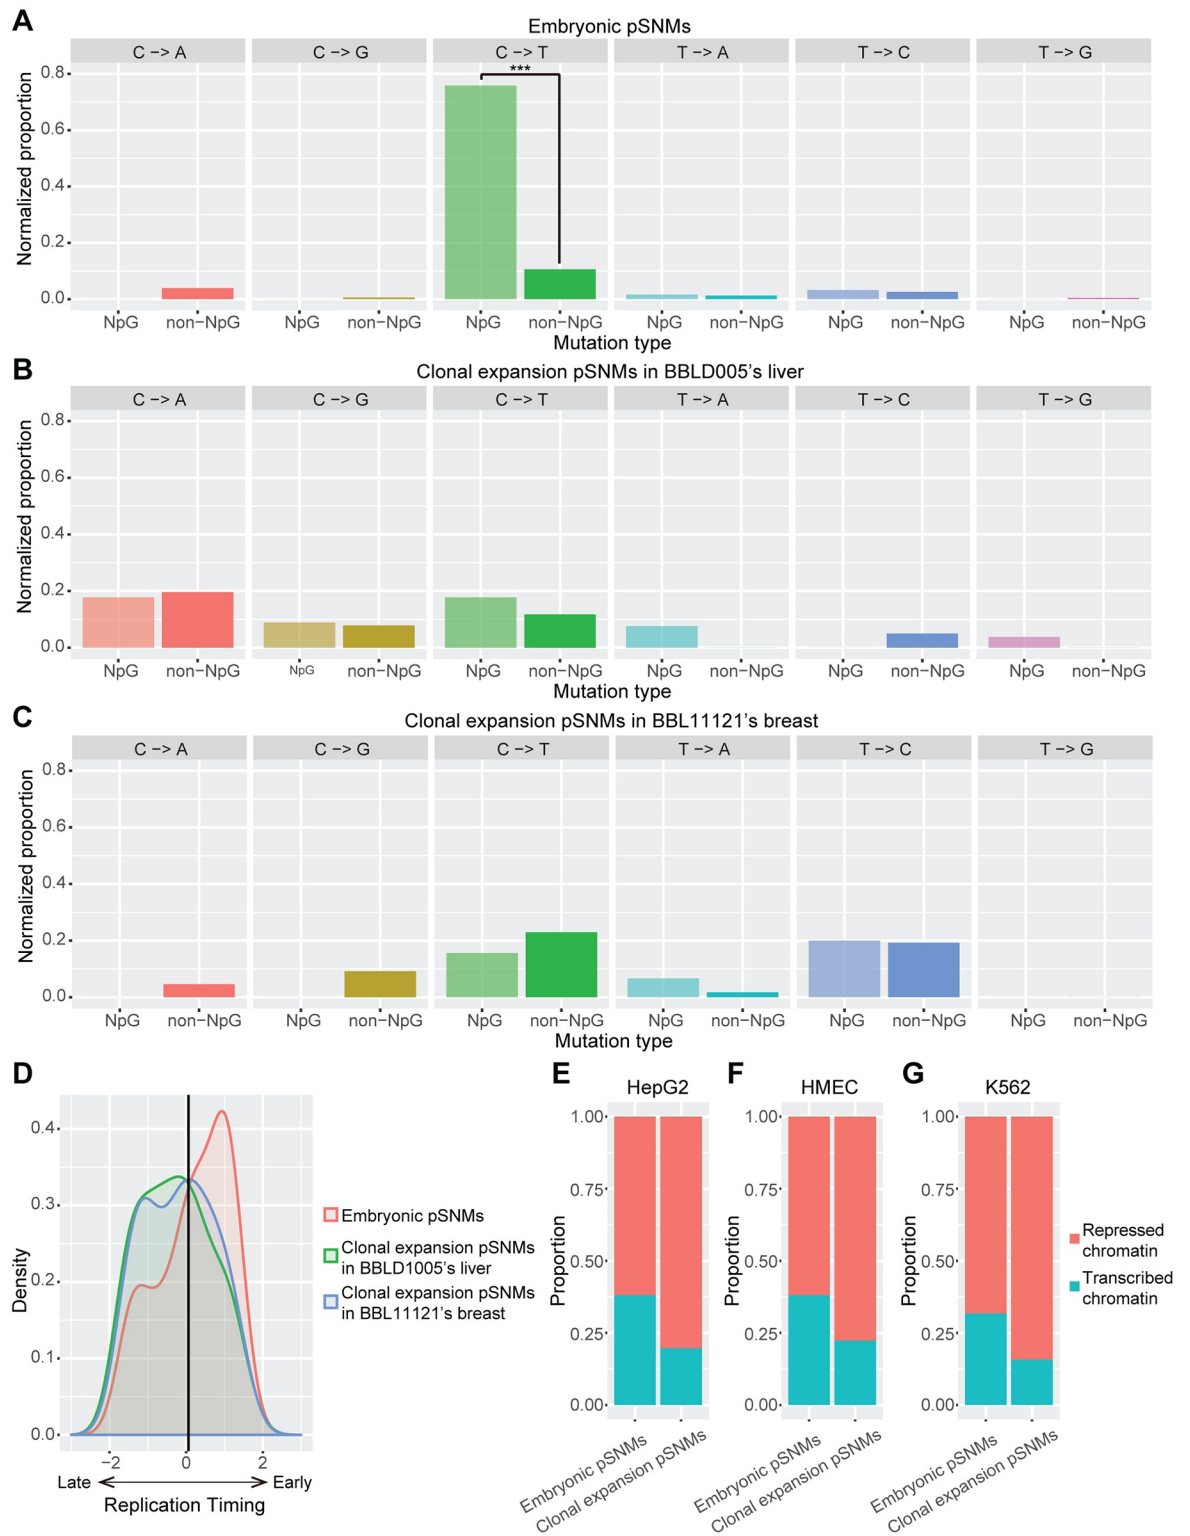 A
Embryonic pSNMs
C −> A C −> G C −> T T −> A T −> C T −> G
***
0.8
0.6
0.4
0.2
0.0
Normalized proportion
NpG non−NpG NpG non−NpG NpG non−NpG NpG non−NpG NpG non−NpG NpG non−NpG
Mutation type
B
Clonal expansion pSNMs in BBLD005's liver
C −> A C −> G C −> T T −> A T −> C T −> G
0.8
0.6
0.4
0.2
0.0
Normalized proportion
NpG non−NpG NpG non−NpG NpG non−NpG NpG non−NpG NpG non−NpG NpG non−NpG
Mutation type
C
Clonal expansion pSNMs in BBL11121's breast
C −> A C −> G C −> T T −> A T −> C T −> G
0.8
0.6
0.4
0.2
0.0
Normalized proportion
NpG non−NpG NpG non−NpG NpG non−NpG NpG non−NpG NpG non−NpG NpG non−NpG
Mutation type
D
0.4
0.3
0.2
0.1
0.0
Density
−2 0 2
Late Early
Replication Timing
Embryonic pSNMs
Clonal expansion pSNMs
in BBLD1005's liver
Clonal expansion pSNMs
in BBL11121's breast
E
HepG2
1.00
0.75
0.50
0.25
0.00
Proportion
Embryonic pSNMs
Clonal expansion pSNMs
F
HMEC
1.00
0.75
0.50
0.25
0.00
Proportion
Embryonic pSNMs
Clonal expansion pSNMs
G
K562
1.00
0.75
0.50
0.25
0.00
Proportion
Embryonic pSNMs
Clonal expansion pSNMs
Repressed
chromatin
Transcribed
chromatin